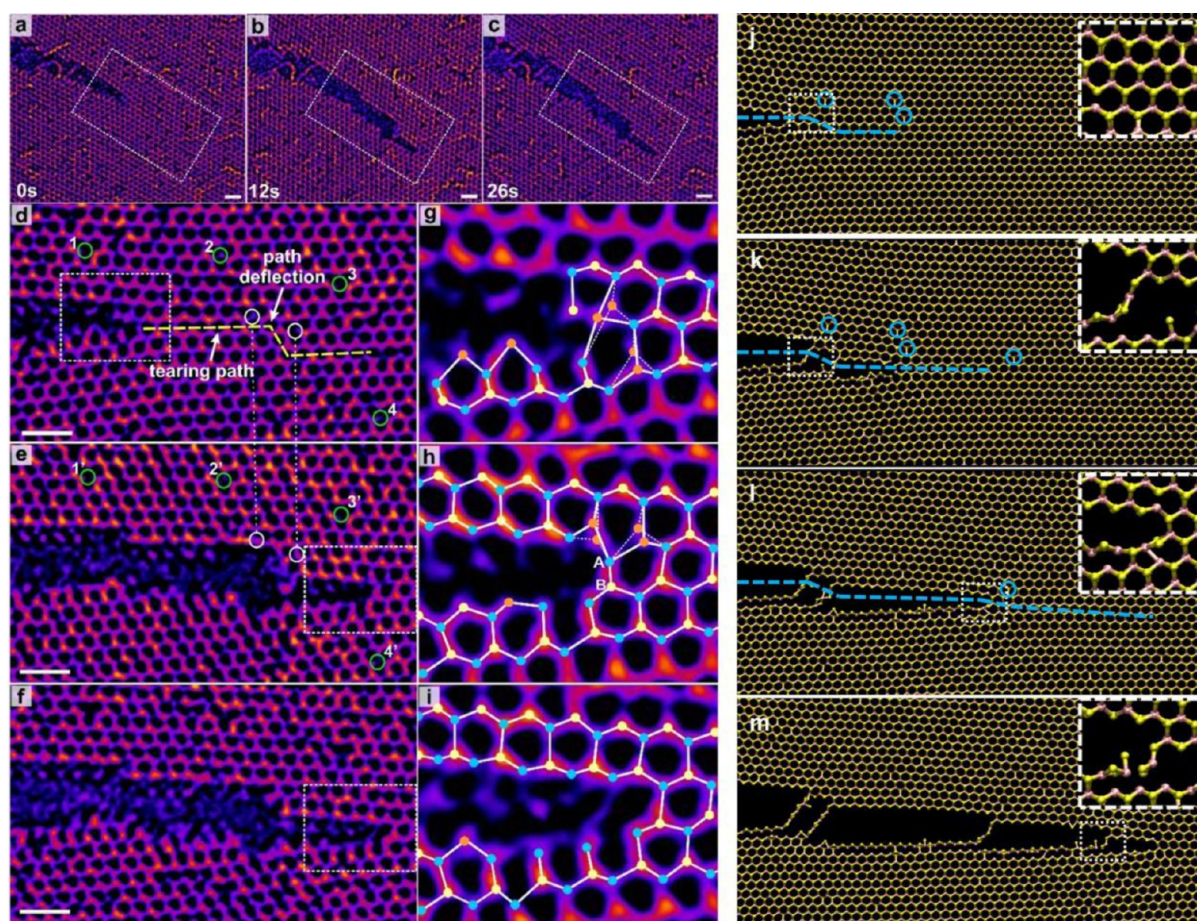 a
b
c
0s
12s
26s
d
1
2
3
path
deflection
tearing path
4
e
1'
2'
3'
4'
f
g
h
A
B
i
j
k
l
m